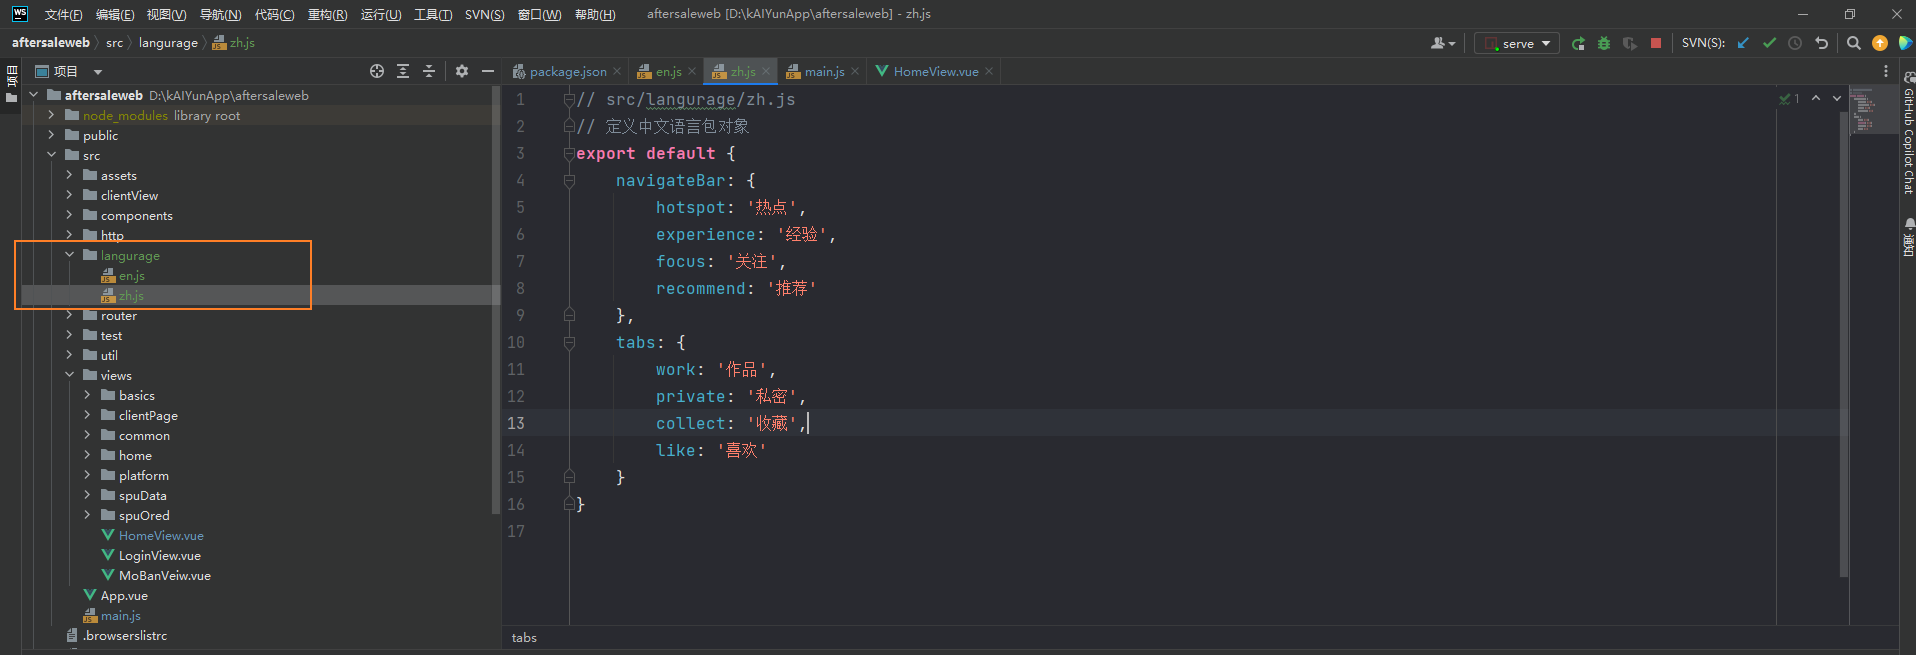 WS 文件(F) 编辑(E) 视图(V) 导航(N) 代码(C) 重构(R) 运行(U) 工具(T) SVN(S) 窗口(W) 帮助(H) aftersaleweb [D:\kAIYunApp\aftersaleweb] - zh.js
aftersaleweb src langurage zh.js serve SVN(S):
项目
项目
package.json en.js zh.js main.js HomeView.vue
aftersaleweb D:\kAIYunApp\aftersaleweb
node_modules library root
public
src
assets
clientView
components
http
langurage
en.js
zh.js
router
test
util
views
basics
clientPage
common
home
platform
spuData
spuOred
HomeView.vue
LoginView.vue
MoBanVeiw.vue
App.vue
main.js
.browserslistrc
1 // src/langurage/zh.js
2 // 定义中文语言包对象
3 export default {
4 navigateBar: {
5 hotspot: '热点',
6 experience: '经验',
7 focus: '关注',
8 recommend: '推荐'
9 },
10 tabs: {
11 work: '作品',
12 private: '私密',
13 collect: '收藏',
14 like: '喜欢'
15 }
16 }
17
1
tabs
GitHub Copilot Chat
通知